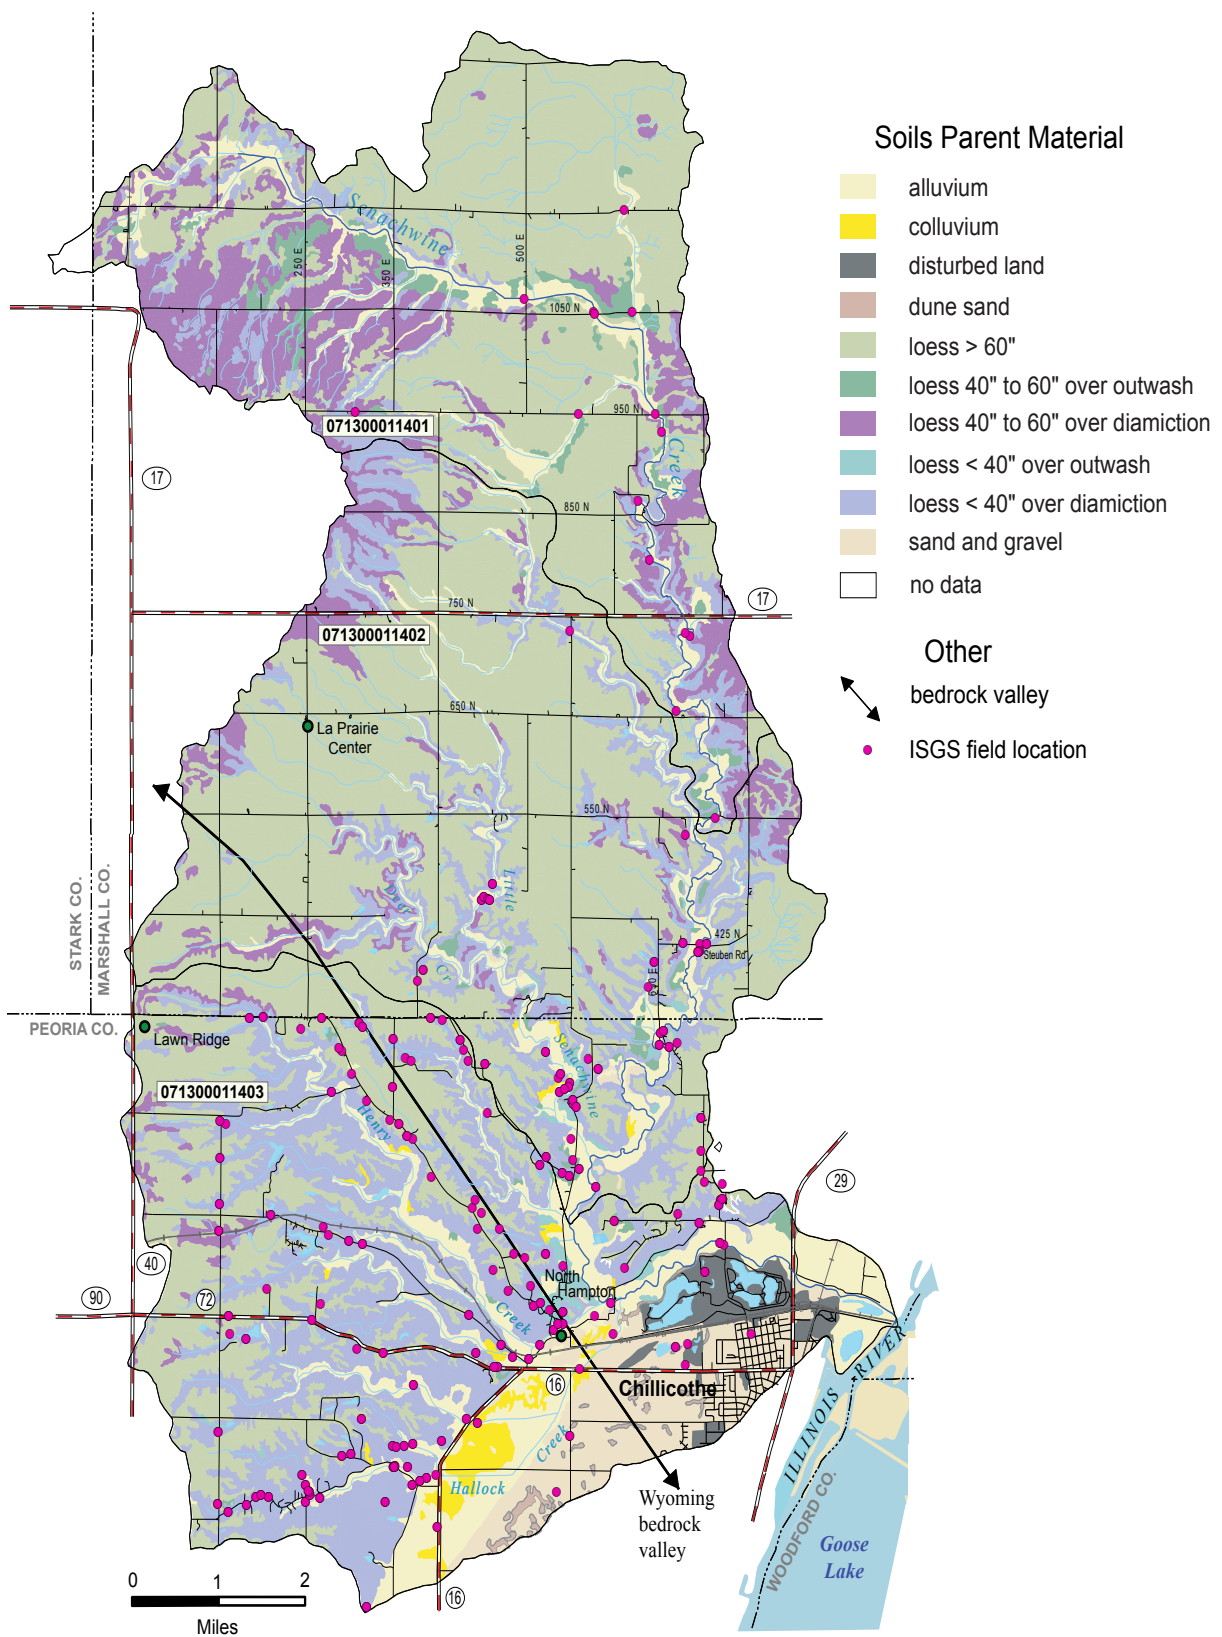 Soils Parent Material
alluvium
colluvium
disturbed land
dune sand
loess > 60"
loess 40" to 60" over outwash
loess 40" to 60" over diamiction
loess < 40" over outwash
loess < 40" over diamiction
sand and gravel
no data
Other
bedrock valley
ISGS field location
Senachwine
250 E
350 E
500 E
1050 N
950 N
071300011401
Creek
17
850 N
750 N
17
071300011402
650 N
La Prairie
Center
550 N
Deer
Little
STARK CO.
MARSHALL CO.
425 N
Steuben Rd
Cr
PEORIA CO.
Lawn Ridge
Senachwine
071300011403
Henry
29
40
90
72
North
Hampton
Creek
16
Chillicothe
ILLINOIS RIVER
Creek
Hallock
Wyoming
bedrock
valley
WOODFORD CO.
Goose
Lake
0 1 2
Miles
16